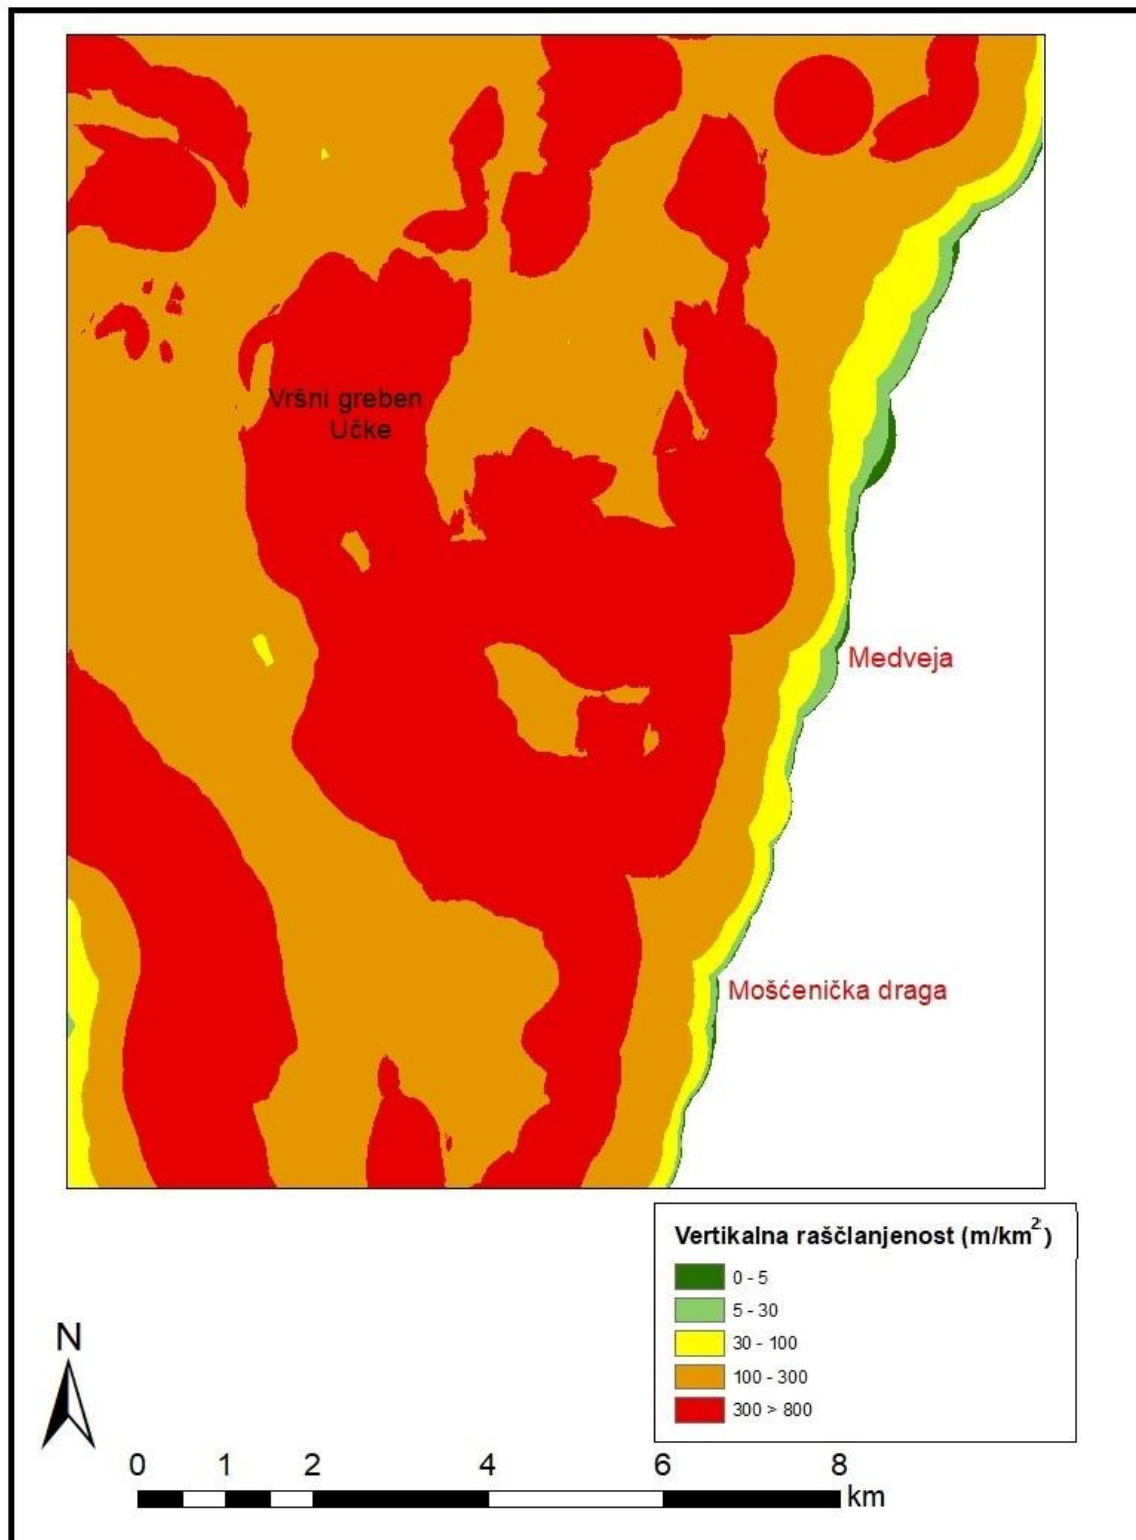 Vršni greben
Učke
Medveja
Mošćenička draga
Vertikalna raščlanjenost (m/km²)
0 - 5
5 - 30
30 - 100
100 - 300
300 > 800
N
0 1 2 4 6 8
km